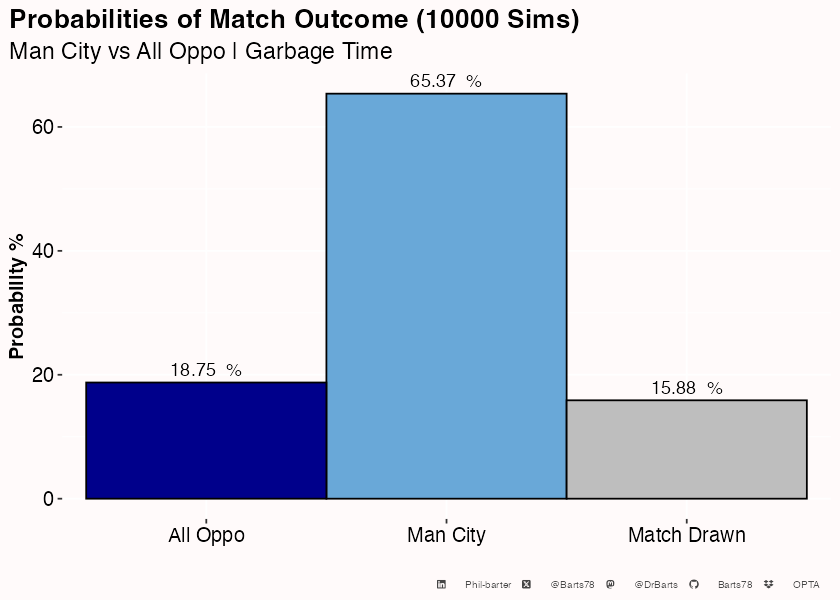 Probabilities of Match Outcome (10000 Sims)
Man City vs All Oppo | Garbage Time
Probability %
60
40
20
0
18.75 %
65.37 %
15.88 %
All Oppo
Man City
Match Drawn
Phil-barter @Barts78 @DrBarts Barts78 OPTA